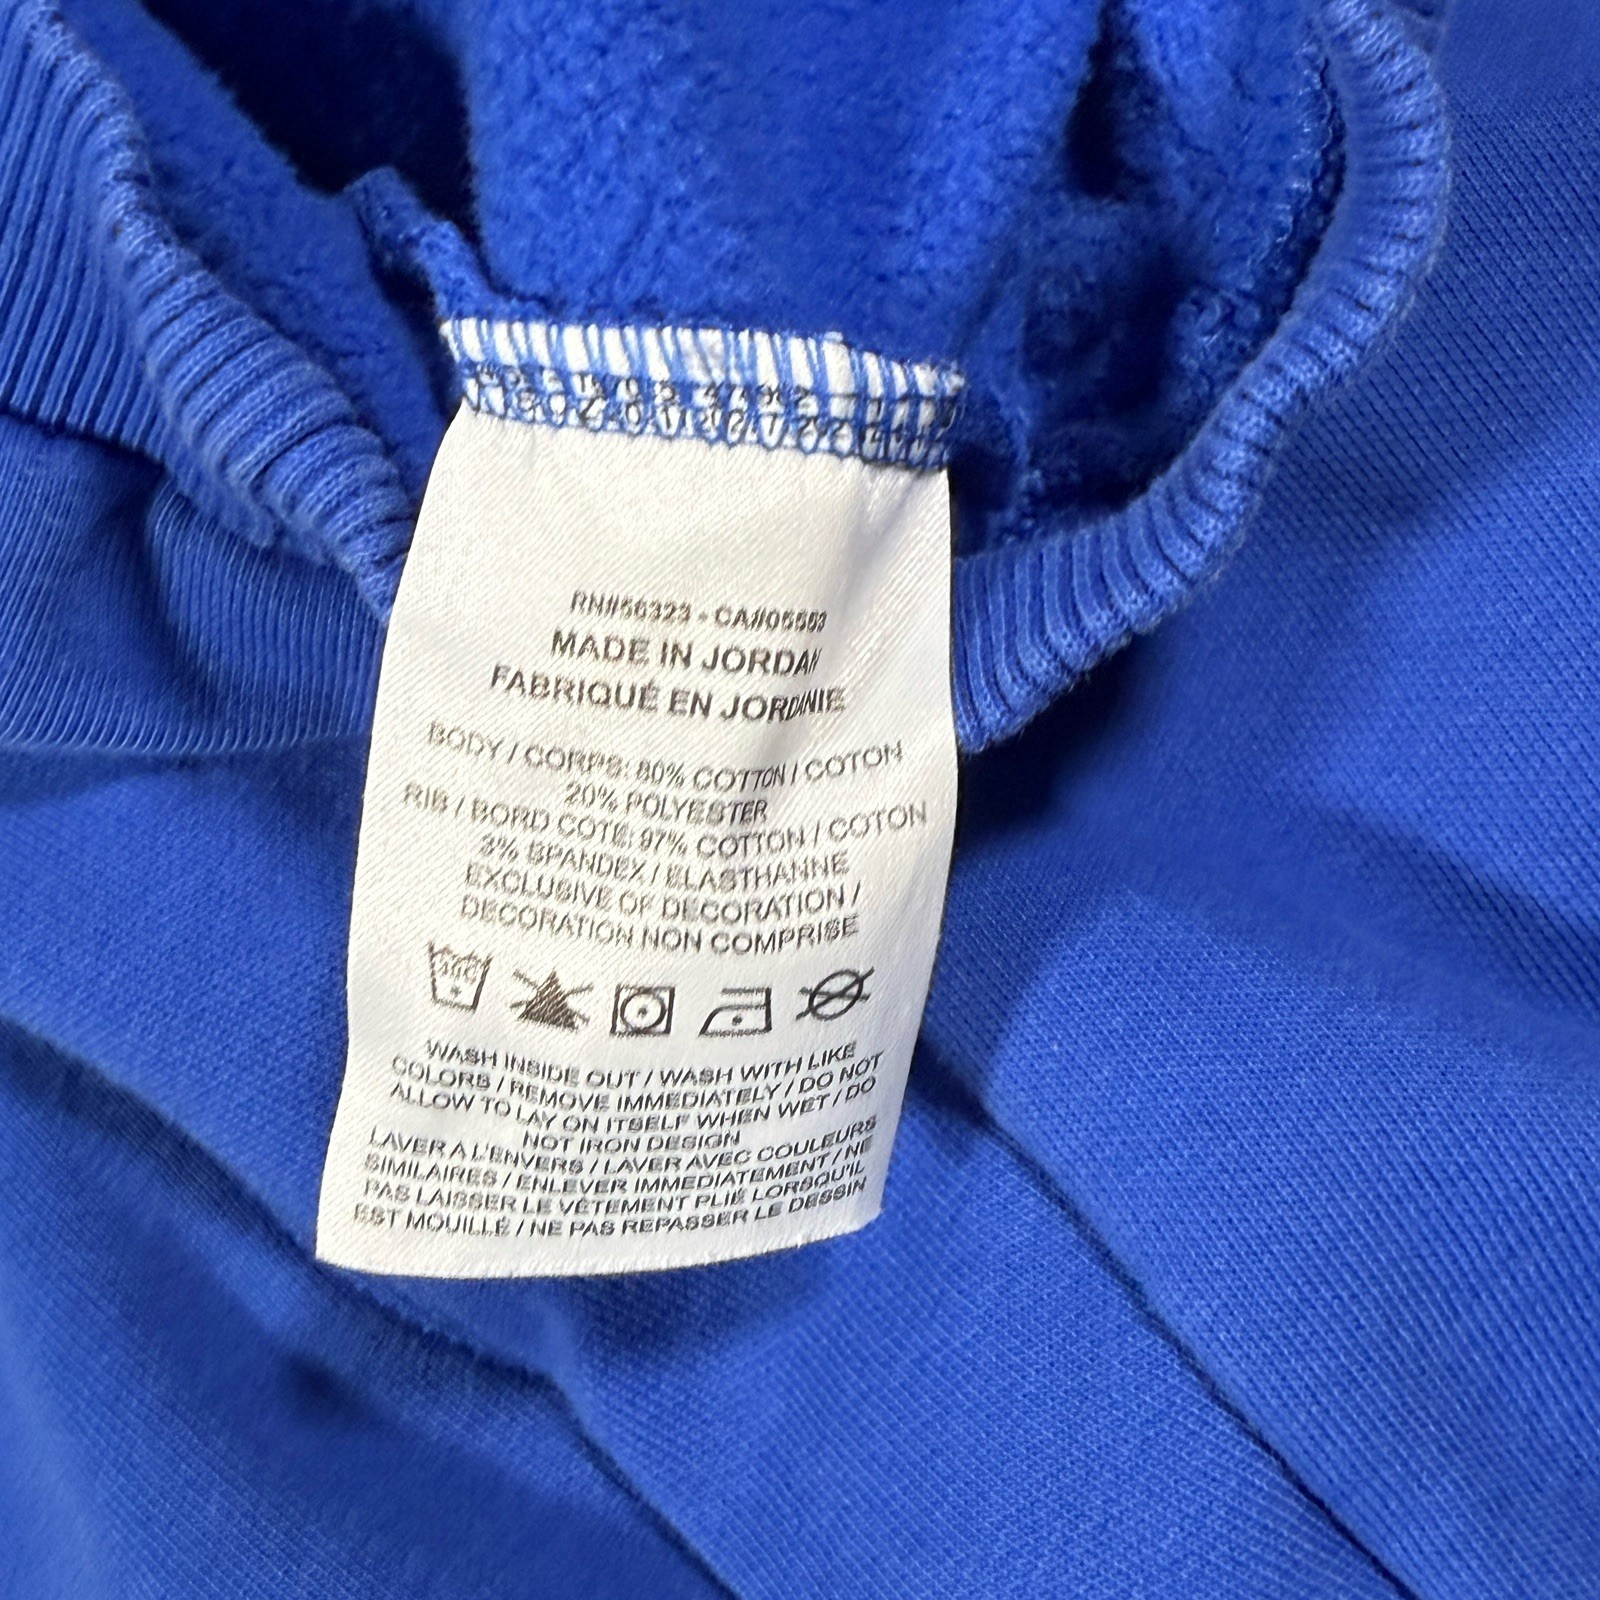 RN#56323 - CA#05553
MADE IN JORDAN
FABRIQUÉ EN JORDANIE
BODY / CORPS: 80% COTTON / COTON
20% POLYESTER
RIB / BORD COTE: 97% COTTON / COTON
3% SPANDEX / ELASTHANNE
EXCLUSIVE OF DECORATION /
DECORATION NON COMPRISE
WASH INSIDE OUT / WASH WITH LIKE
COLORS / REMOVE IMMEDIATELY / DO NOT
ALLOW TO LAY ON ITSELF WHEN WET / DO
NOT IRON DESIGN
LAVER A L'ENVERS / LAVER AVEC COULEURS
SIMILAIRES / ENLEVER IMMEDIATEMENT / NE
PAS LAISSER LE VÊTEMENT PLIÉ LORSQU'IL
EST MOUILLÉ / NE PAS REPASSER LE DESSIN